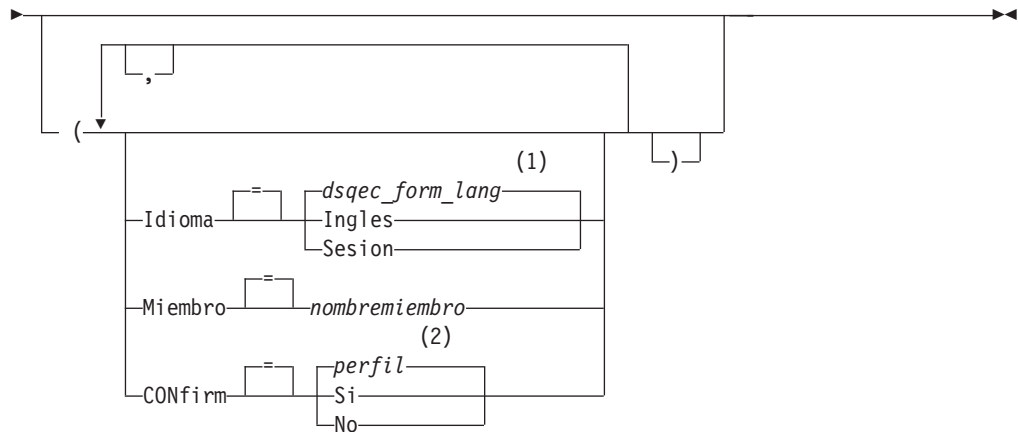 ,
( )
(1)
Idioma = dsqec_form_lang
Ingles
Sesion
Miembro = nombremiembro
(2)
CONfirm = perfil
Si
No